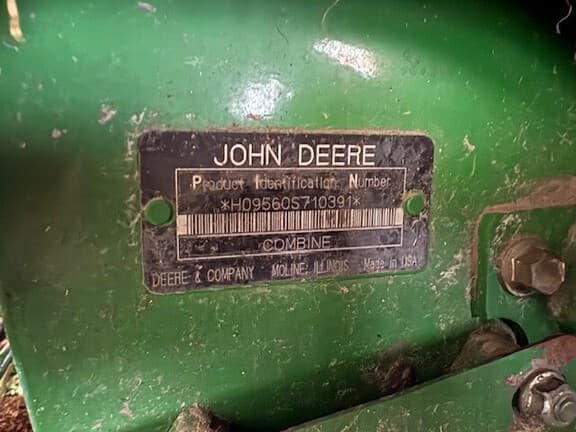 JOHN DEERE
Product Identification Number
*H09560S710391*
COMBINE
DEERE & COMPANY MOLINE, ILLINOIS Made in USA